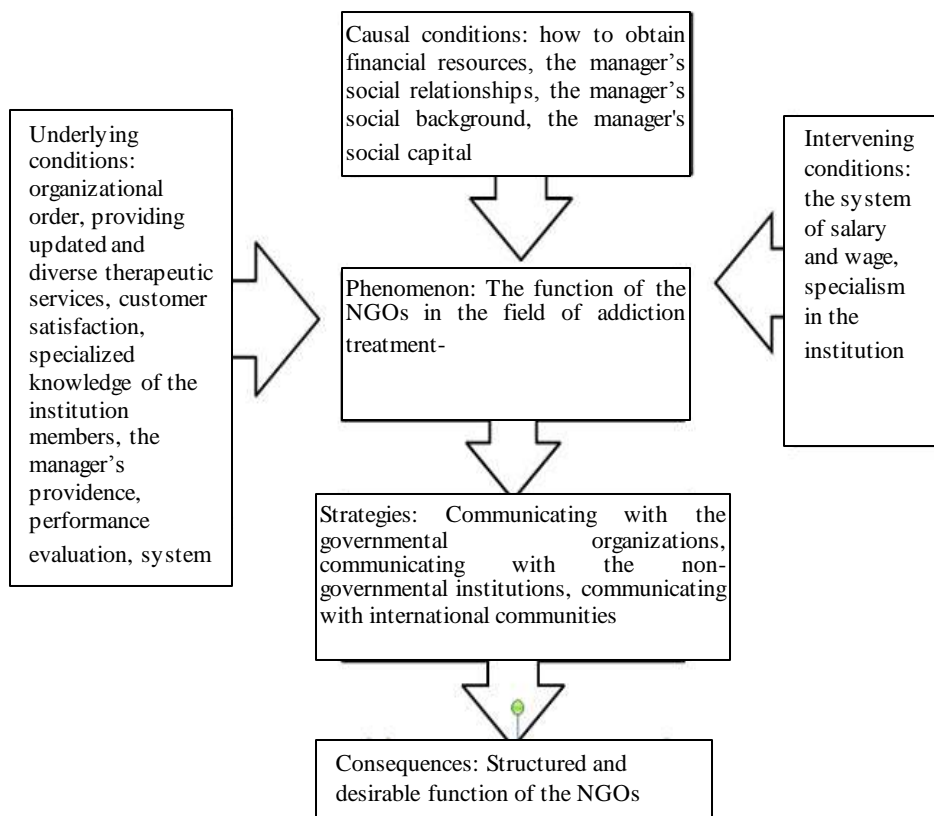 Causal conditions: how to obtain
financial resources, the manager's
social relationships, the manager's
social background, the manager's
social capital
Underlying
conditions:
organizational
order, providing
updated and
diverse therapeutic
services, customer
satisfaction,
specialized
knowledge of the
institution
members, the
manager's
providence,
performance
evaluation, system
Intervening
conditions:
the system
of salary
and wage,
specialism
in the
institution
Phenomenon: The function of the
NGOs in the field of addiction
treatment-
Strategies: Communicating with the
governmental organizations,
communicating with the non-
governmental institutions, communicating
with international communities
Consequences: Structured and
desirable function of the NGOs